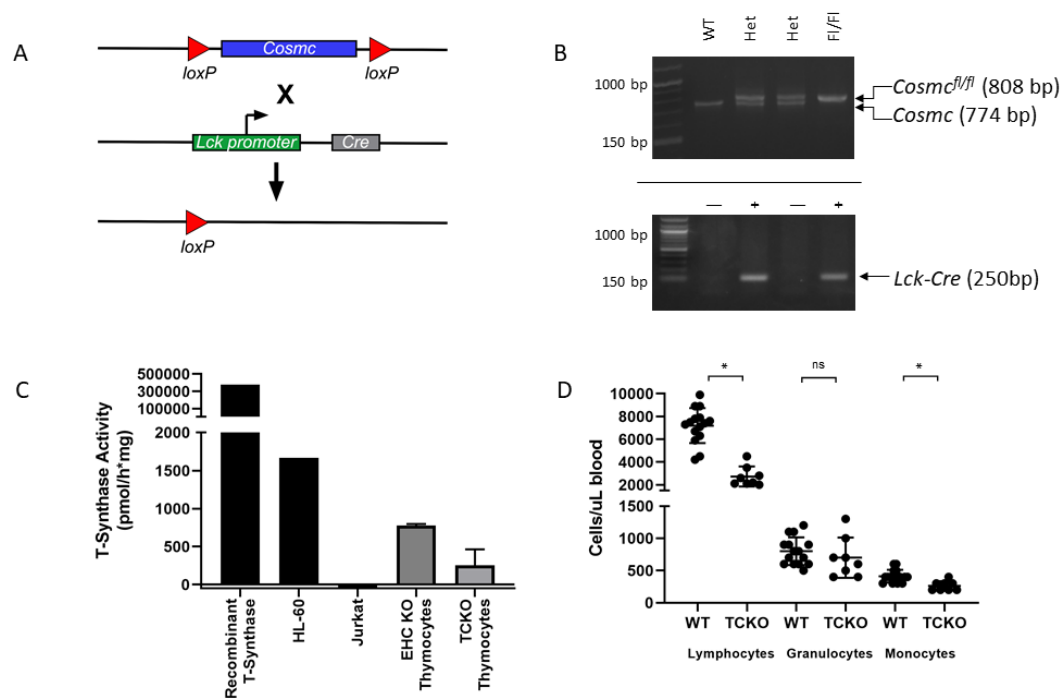 A
Cosmc
loxP
loxP
X
Lck promoter
Cre
loxP
B
WT
Het
Het
Fl/Fl
1000 bp
150 bp
Cosmcfl/fl (808 bp)
Cosmc (774 bp)
— + — +
1000 bp
150 bp
Lck-Cre (250bp)
C
T-Synthase Activity
(pmol/h*mg)
500000
300000
100000
2000
1500
1000
500
0
Recombinant
T-Synthase
HL-60
Jurkat
EHC KO
Thymocytes
TCKO
Thymocytes
D
* ns *
Cells/uL blood
10000
8000
6000
4000
2000
1000
500
0
WT TCKO WT TCKO WT TCKO
Lymphocytes Granulocytes Monocytes